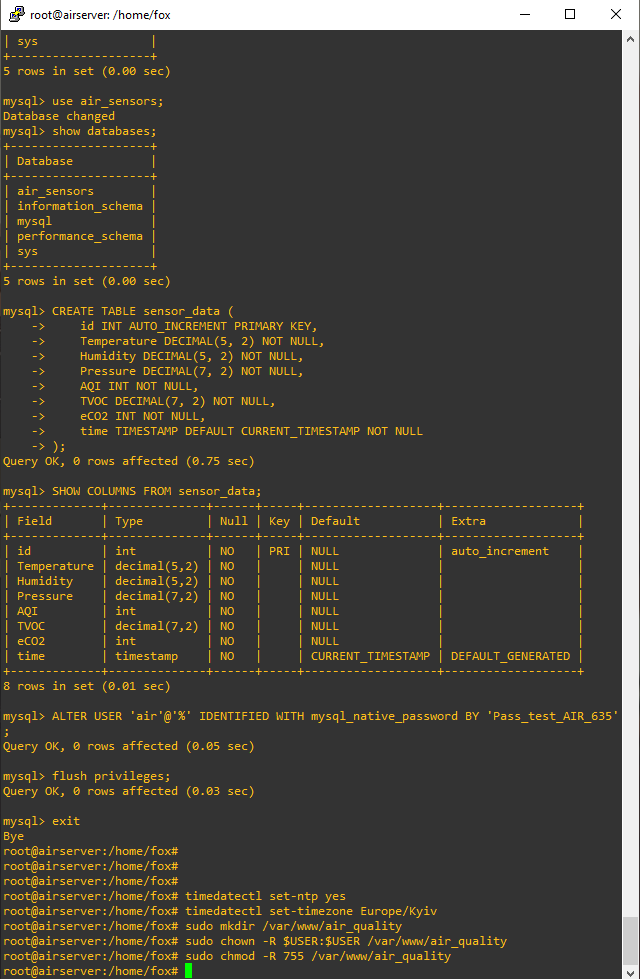 root@airserver: /home/fox
| sys                |
+--------------------+
5 rows in set (0.00 sec)
mysql> use air_sensors;
Database changed
mysql> show databases;
+--------------------+
| Database           |
+--------------------+
| air_sensors        |
| information_schema |
| mysql              |
| performance_schema |
| sys                |
+--------------------+
5 rows in set (0.00 sec)
mysql> CREATE TABLE sensor_data (
    ->     id INT AUTO_INCREMENT PRIMARY KEY,
    ->     Temperature DECIMAL(5, 2) NOT NULL,
    ->     Humidity DECIMAL(5, 2) NOT NULL,
    ->     Pressure DECIMAL(7, 2) NOT NULL,
    ->     AQI INT NOT NULL,
    ->     TVOC DECIMAL(7, 2) NOT NULL,
    ->     eCO2 INT NOT NULL,
    ->     time TIMESTAMP DEFAULT CURRENT_TIMESTAMP NOT NULL
    -> );
Query OK, 0 rows affected (0.75 sec)
mysql> SHOW COLUMNS FROM sensor_data;
+-------------+--------------+------+-----+-------------------+-------------------+
| Field       | Type         | Null | Key | Default           | Extra             |
+-------------+--------------+------+-----+-------------------+-------------------+
| id          | int          | NO   | PRI | NULL              | auto_increment    |
| Temperature | decimal(5,2) | NO   |     | NULL              |                   |
| Humidity    | decimal(5,2) | NO   |     | NULL              |                   |
| Pressure    | decimal(7,2) | NO   |     | NULL              |                   |
| AQI         | int          | NO   |     | NULL              |                   |
| TVOC        | decimal(7,2) | NO   |     | NULL              |                   |
| eCO2        | int          | NO   |     | NULL              |                   |
| time        | timestamp    | NO   |     | CURRENT_TIMESTAMP | DEFAULT_GENERATED |
+-------------+--------------+------+-----+-------------------+-------------------+
8 rows in set (0.01 sec)
mysql> ALTER USER 'air'@'%' IDENTIFIED WITH mysql_native_password BY 'Pass_test_AIR_635'
;
Query OK, 0 rows affected (0.05 sec)
mysql> flush privileges;
Query OK, 0 rows affected (0.03 sec)
mysql> exit
Bye
root@airserver:/home/fox#
root@airserver:/home/fox#
root@airserver:/home/fox#
root@airserver:/home/fox# timedatectl set-ntp yes
root@airserver:/home/fox# timedatectl set-timezone Europe/Kyiv
root@airserver:/home/fox# sudo mkdir /var/www/air_quality
root@airserver:/home/fox# sudo chown -R $USER:$USER /var/www/air_quality
root@airserver:/home/fox# sudo chmod -R 755 /var/www/air_quality
root@airserver:/home/fox#